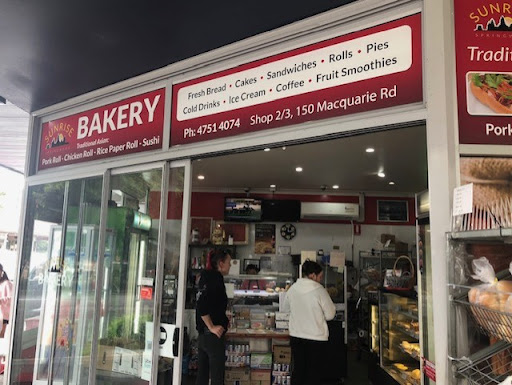 SUNRISE
BAKERY
Traditional Asian:
Pork Roll - Chicken Roll - Rice Paper Roll - Sushi
Fresh Bread • Cakes • Sandwiches • Rolls • Pies
Cold Drinks • Ice Cream • Coffee • Fruit Smoothies
Ph: 4751 4074 Shop 2/3, 150 Macquarie Rd
SUNRISE
Traditi
Pork